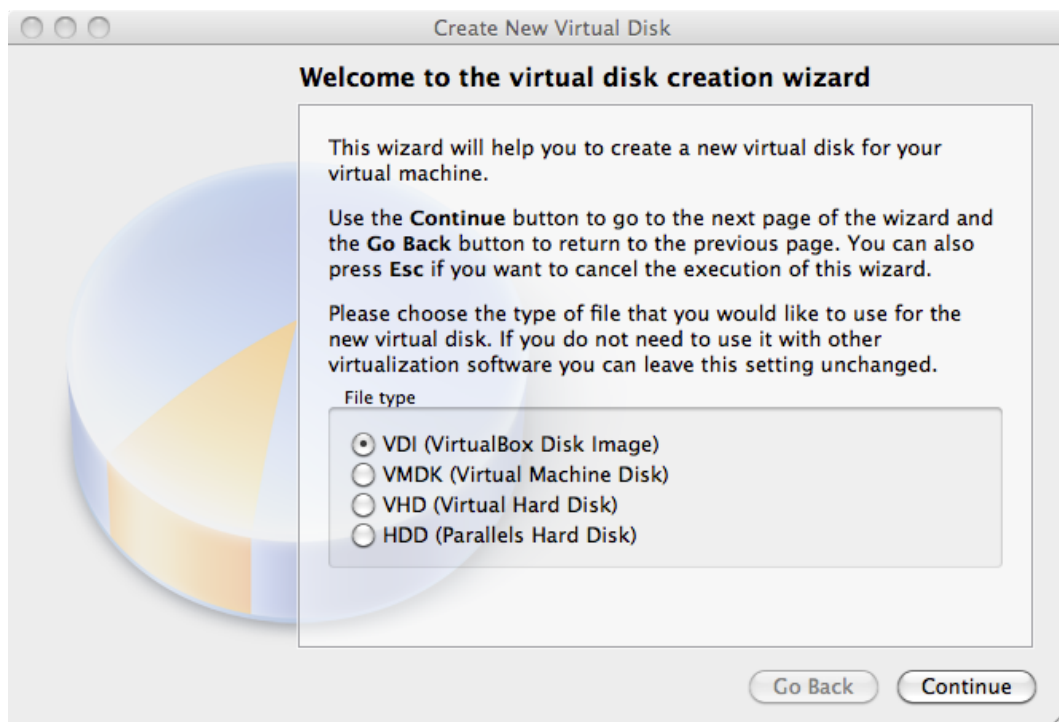 Create New Virtual Disk
Welcome to the virtual disk creation wizard
This wizard will help you to create a new virtual disk for your
virtual machine.
Use the Continue button to go to the next page of the wizard and
the Go Back button to return to the previous page. You can also
press Esc if you want to cancel the execution of this wizard.
Please choose the type of file that you would like to use for the
new virtual disk. If you do not need to use it with other
virtualization software you can leave this setting unchanged.
File type
VDI (VirtualBox Disk Image)
VMDK (Virtual Machine Disk)
VHD (Virtual Hard Disk)
HDD (Parallels Hard Disk)
Go Back
Continue